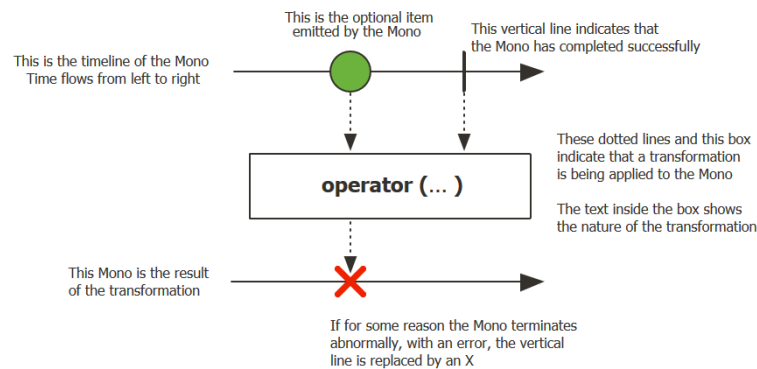 This is the optional item
emitted by the Mono
This vertical line indicates that
the Mono has completed successfully
This is the timeline of the Mono
Time flows from left to right
These dotted lines and this box
indicate that a transformation
is being applied to the Mono
operator (... )
The text inside the box shows
the nature of the transformation
This Mono is the result
of the transformation
If for some reason the Mono terminates
abnormally, with an error, the vertical
line is replaced by an X